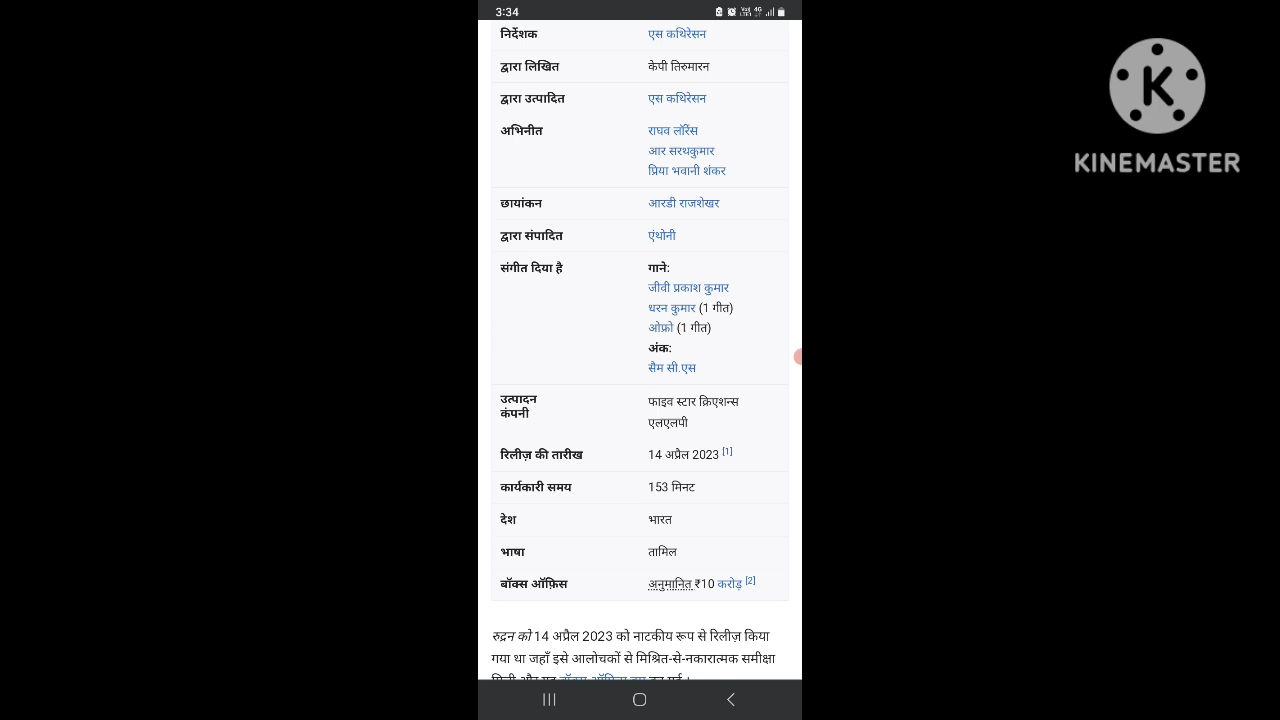 3:34
निर्देशक एस कथिरेसन
द्वारा लिखित केपी तिरुमारन
द्वारा उत्पादित एस कथिरेसन
अभिनीत राघव लॉरेंस
आर सरथकुमार
प्रिया भवानी शंकर
छायांकन आरडी राजशेखर
द्वारा संपादित एंथोनी
संगीत दिया है गाने:
जीवी प्रकाश कुमार
धरन कुमार (1 गीत)
ओफ्रो (1 गीत)
अंक:
सैम सी.एस
उत्पादन कंपनी फाइव स्टार क्रिएशन्स
एलएलपी
रिलीज़ की तारीख 14 अप्रैल 2023 [1]
कार्यकारी समय 153 मिनट
देश भारत
भाषा तामिल
बॉक्स ऑफ़िस अनुमानित ₹10 करोड़ [2]
रुद्रन को 14 अप्रैल 2023 को नाटकीय रूप से रिलीज़ किया
गया था जहाँ इसे आलोचकों से मिश्रित-से-नकारात्मक समीक्षा
K
KINEMASTER